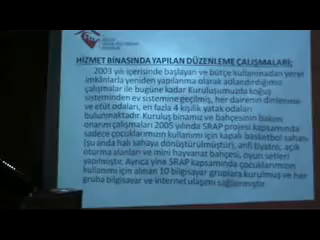 HİZMET BİNASINDA YAPILAN DÜZENLEME ÇALIŞMALARI;
2003 yılı içerisinde başlayan ve bütçe kullanmadan yerel
imkânlarla yeniden yapılanma olarak adlandırdığımız
çalışmalar ile bugüne kadar Kuruluşumuzda koğuş
sisteminden ev sistemine geçilmiş, her dairenin dinlenme
ve etüt odaları, en fazla 4 kişilik yatak odaları
bulunmaktadır. Kuruluş binamız ve bahçesinin bakım
onarım çalışmaları 2005 yılında SRAP projesi kapsamında
sadece çocuklarımızın kullanımı için kapalı basketbol sahası
(şu anda halı sahaya dönüştürülmüştür), anfi tiyatro, açık
oturma alanları ve mini hayvanat bahçesi, oyun setleri
yapılmıştır. Ayrıca yine SRAP kapsamında çocuklarımızın
kullanımı için alınan 10 bilgisayar gruplara kurulmuş ve her
gruba bilgisayar ve internet ulaşımı sağlanmıştır.